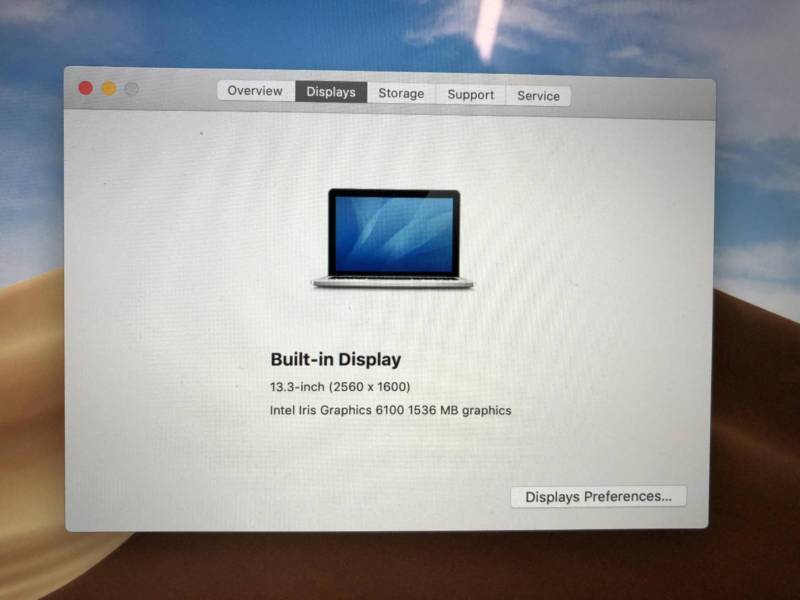 Overview Displays Storage Support Service
Built-in Display
13.3-inch (2560 x 1600)
Intel Iris Graphics 6100 1536 MB graphics
Displays Preferences...